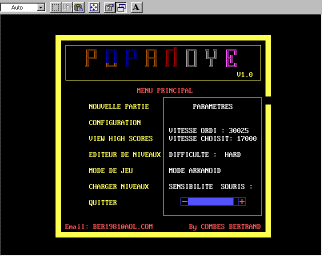 Auto
A
POPANOYE
V1.0
MENU PRINCIPAL
NOUVELLE PARTIE
CONFIGURATION
VIEW HIGH SCORES
EDITEUR DE NIVEAUX
MODE DE JEU
CHARGER NIVEAUX
QUITTER
PARAMETRES
VITESSE ORDI : 30025
VITESSE CHOISIT: 17000
DIFFICULTE : HARD
MODE ARKANOID
SENSIBILITE SOURIS :
- +
Email: BER1981@AOL.COM
By COMBES BERTRAND